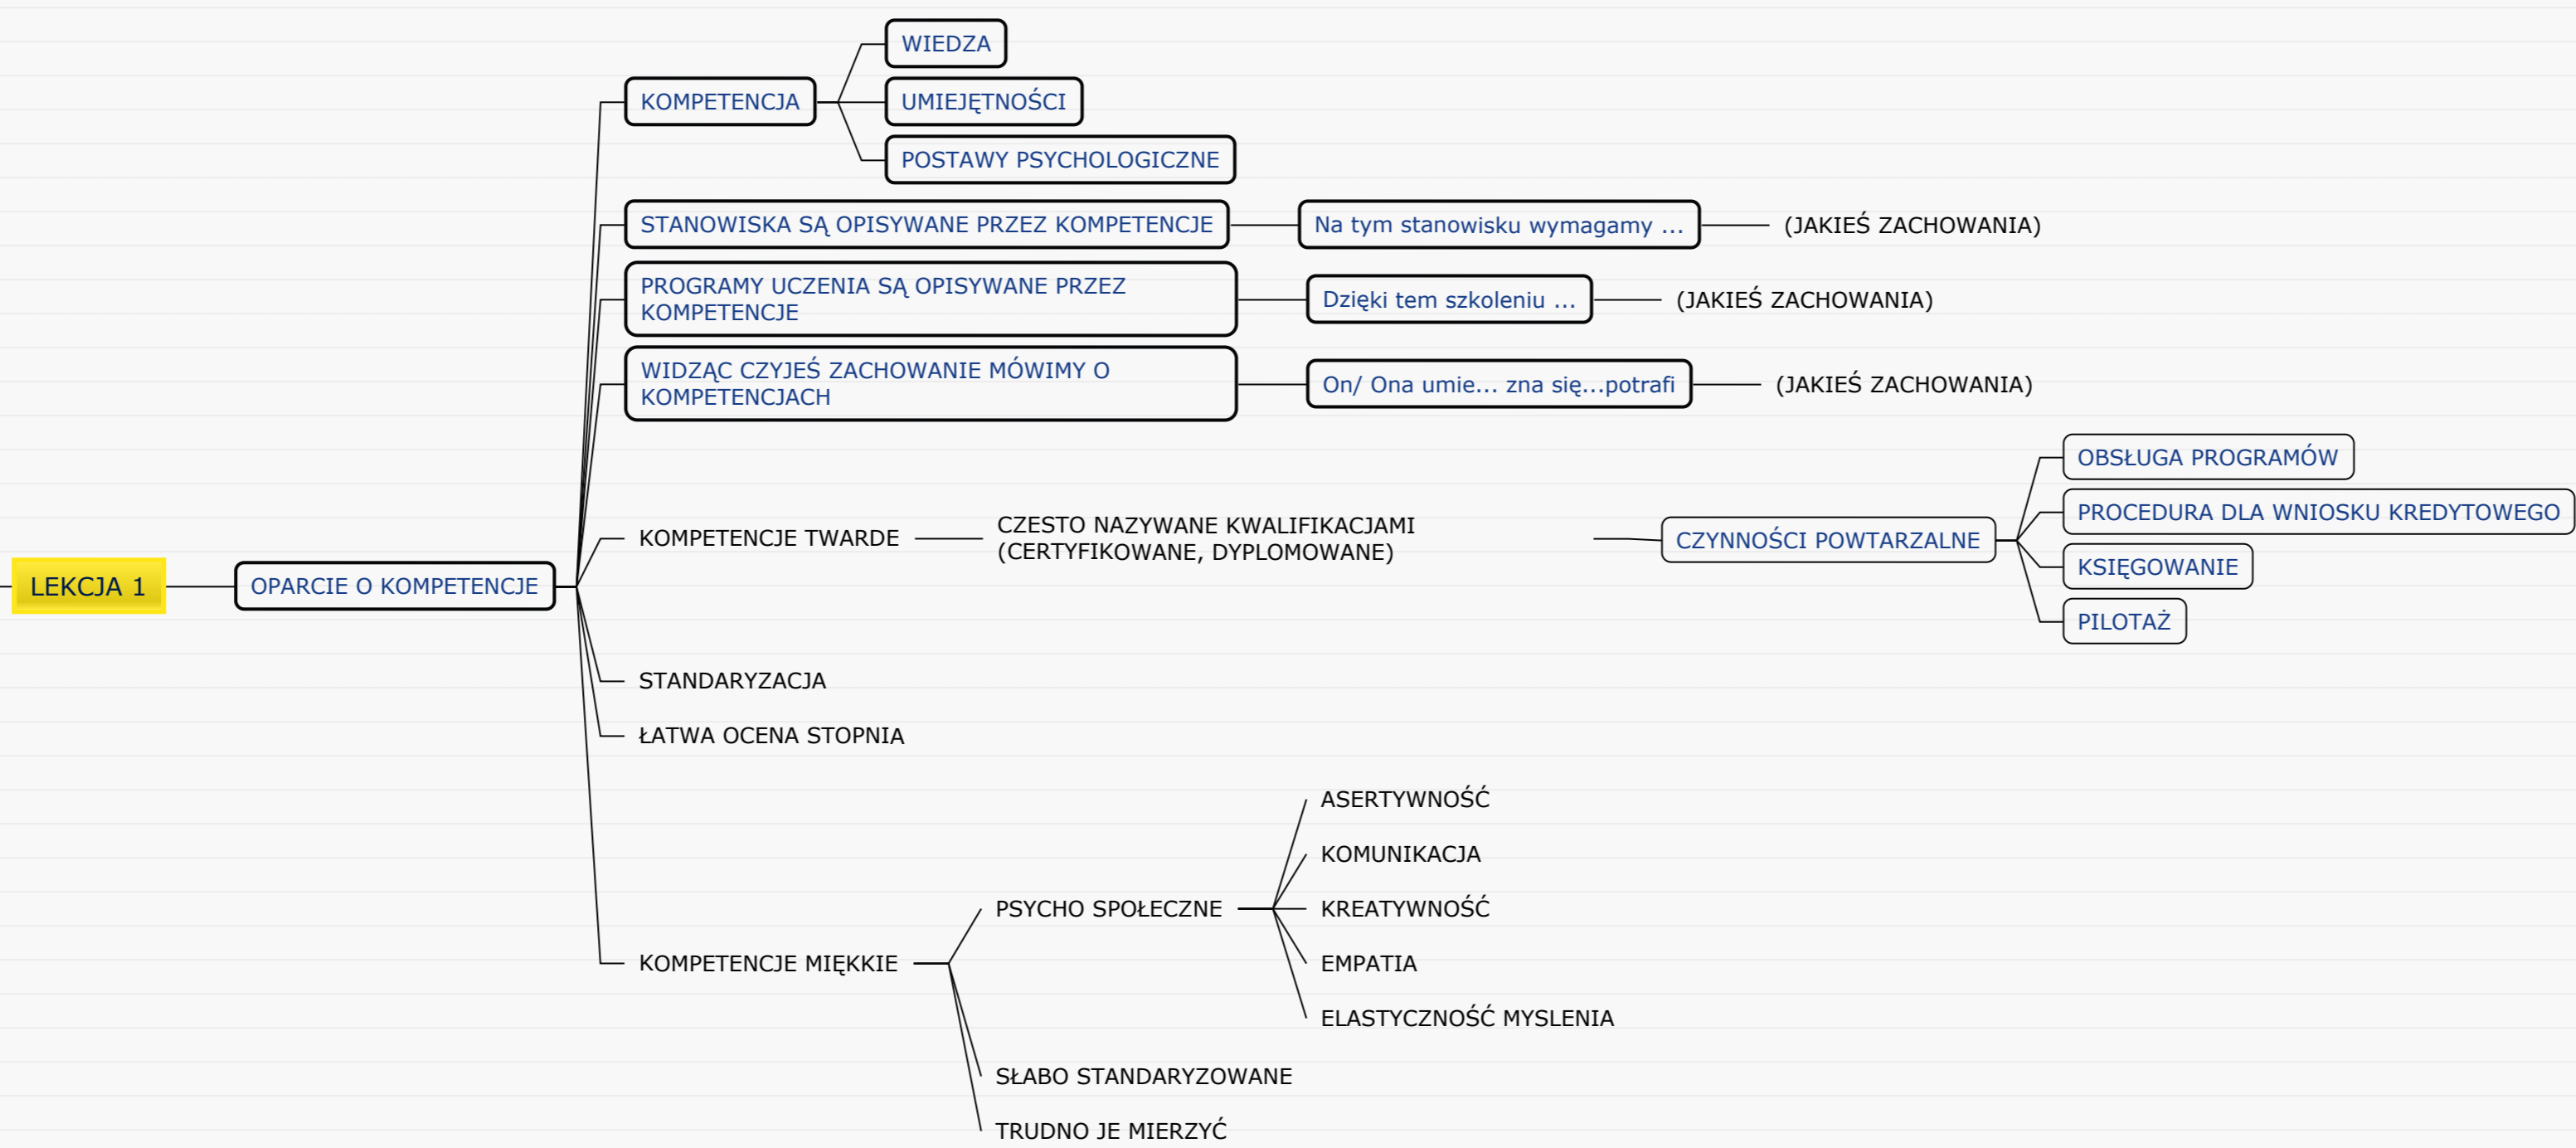 WIEDZA
KOMPETENCJA
UMIEJĘTNOŚCI
POSTAWY PSYCHOLOGICZNE
STANOWISKA SĄ OPISYWANE PRZEZ KOMPETENCJE
Na tym stanowisku wymagamy ...
(JAKIEŚ ZACHOWANIA)
PROGRAMY UCZENIA SĄ OPISYWANE PRZEZ
KOMPETENCJE
Dzięki tem szkoleniu ...
(JAKIEŚ ZACHOWANIA)
WIDZĄC CZYJEŚ ZACHOWANIE MÓWIMY O
KOMPETENCJACH
On/ Ona umie... zna się...potrafi
(JAKIEŚ ZACHOWANIA)
LEKCJA 1
OPARCIE O KOMPETENCJE
KOMPETENCJE TWARDE
CZESTO NAZYWANE KWALIFIKACJAMI
(CERTYFIKOWANE, DYPLOMOWANE)
CZYNNOŚCI POWTARZALNE
OBSŁUGA PROGRAMÓW
PROCEDURA DLA WNIOSKU KREDYTOWEGO
KSIĘGOWANIE
PILOTAŻ
STANDARYZACJA
ŁATWA OCENA STOPNIA
KOMPETENCJE MIĘKKIE
PSYCHO SPOŁECZNE
ASERTYWNOŚĆ
KOMUNIKACJA
KREATYWNOŚĆ
EMPATIA
ELASTYCZNOŚĆ MYSLENIA
SŁABO STANDARYZOWANE
TRUDNO JE MIERZYĆ